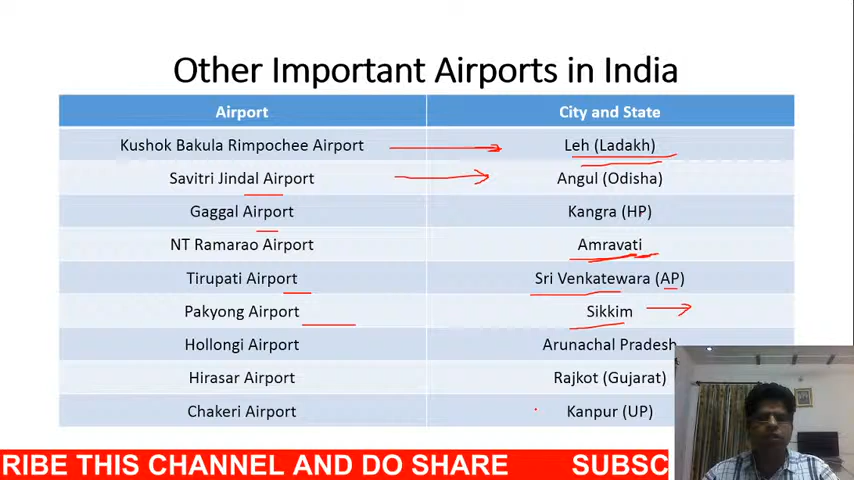 Other Important Airports in India
Airport City and State
Kushok Bakula Rimpochee Airport Leh (Ladakh)
Savitri Jindal Airport Angul (Odisha)
Gaggal Airport Kangra (HP)
NT Ramarao Airport Amravati
Tirupati Airport Sri Venkatewara (AP)
Pakyong Airport Sikkim
Hollongi Airport Arunachal Pradesh
Hirasar Airport Rajkot (Gujarat)
Chakeri Airport Kanpur (UP)
RIBE THIS CHANNEL AND DO SHARE SUBSC